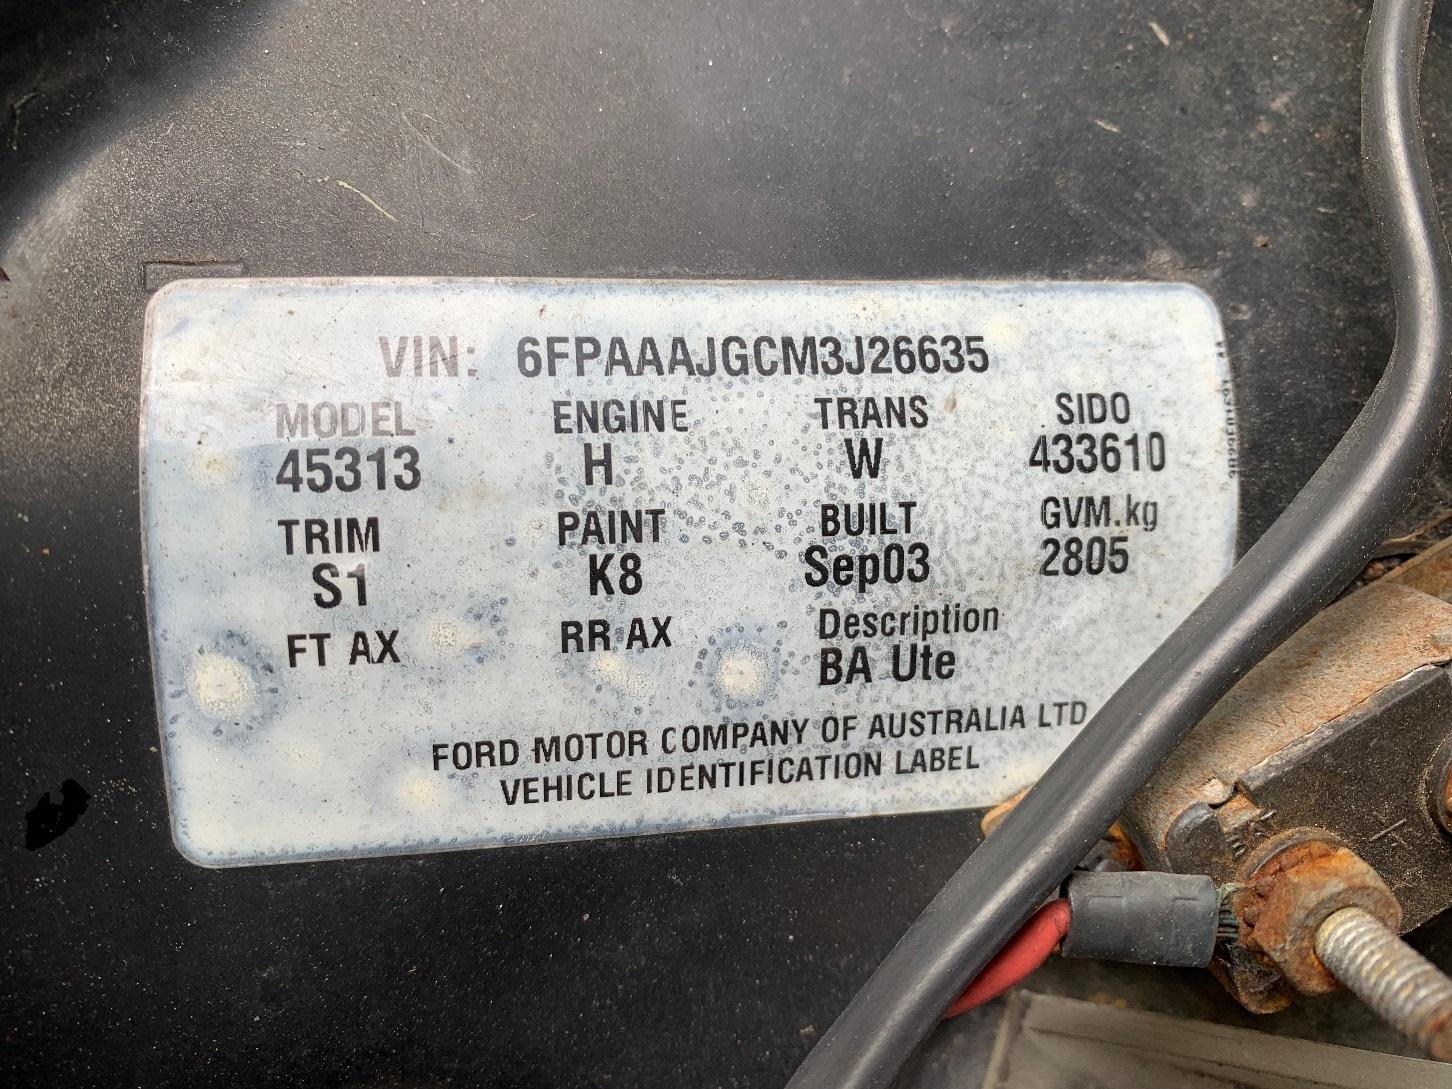 VIN: 6FPAAAJGCM3J26635
MODEL ENGINE TRANS SIDO
45313 H W 433610
TRIM PAINT BUILT GVM.kg
S1 K8 Sep03 2805
FT AX RR AX Description
BA Ute
FORD MOTOR COMPANY OF AUSTRALIA LTD
VEHICLE IDENTIFICATION LABEL